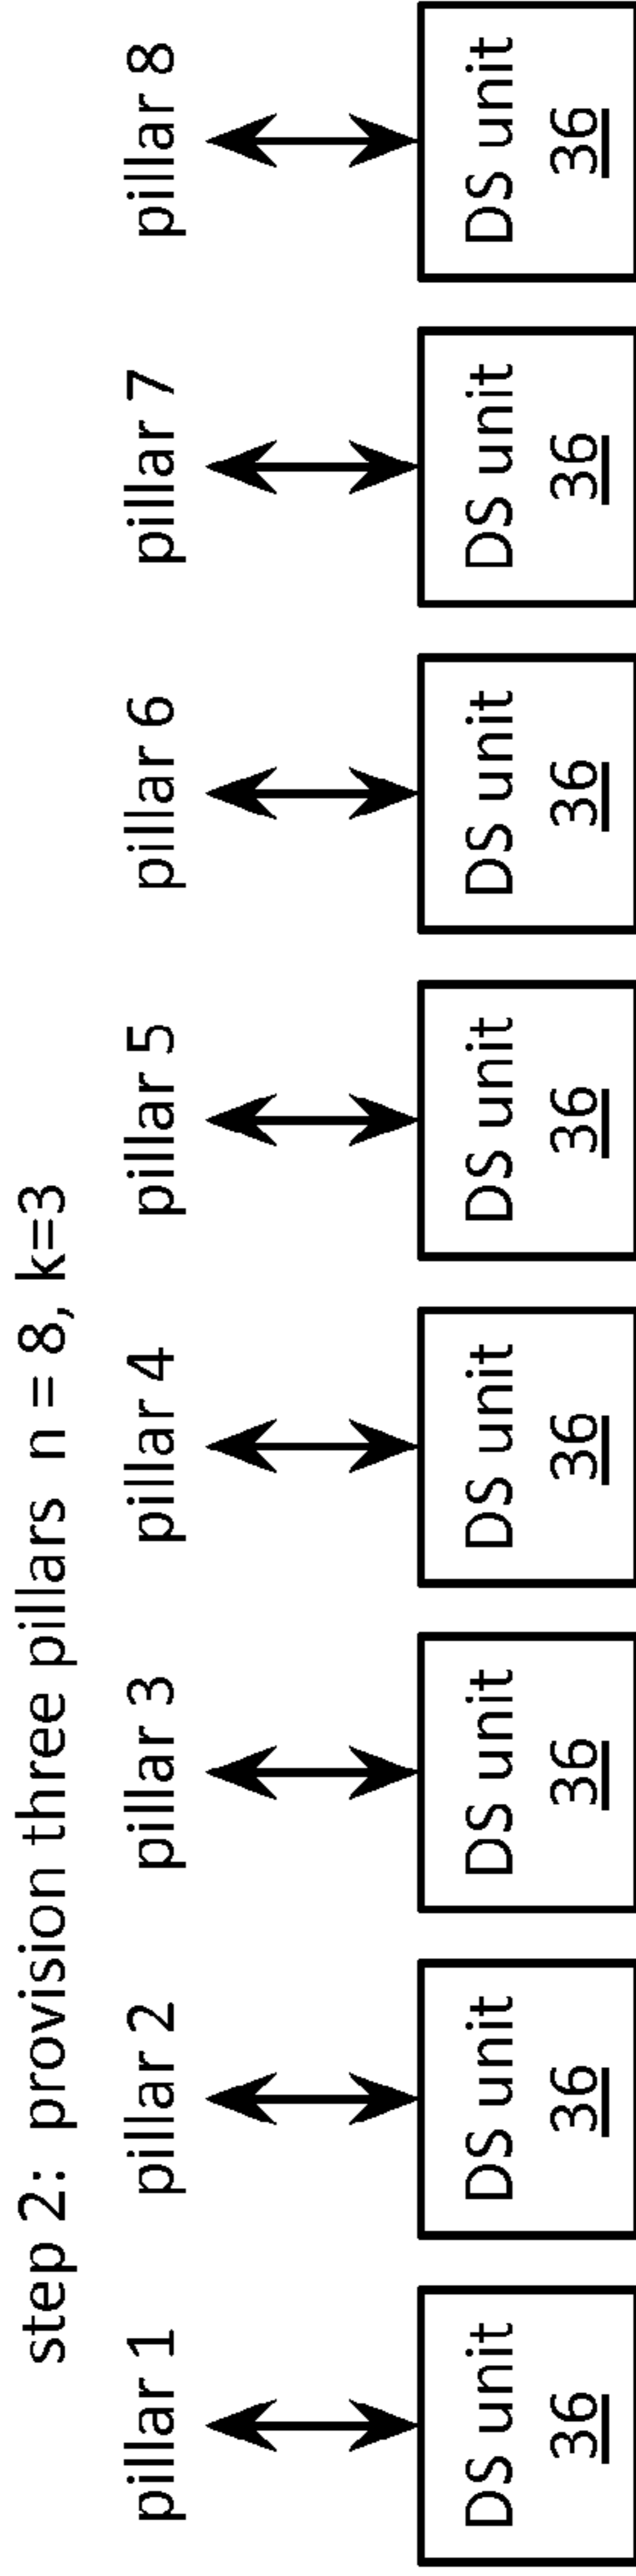 step 2:  provision three pillars  n = 8, k=3
pillar 1
pillar 2
pillar 3
pillar 4
pillar 5
pillar 6
pillar 7
pillar 8
DS unit
36
DS unit
36
DS unit
36
DS unit
36
DS unit
36
DS unit
36
DS unit
36
DS unit
36